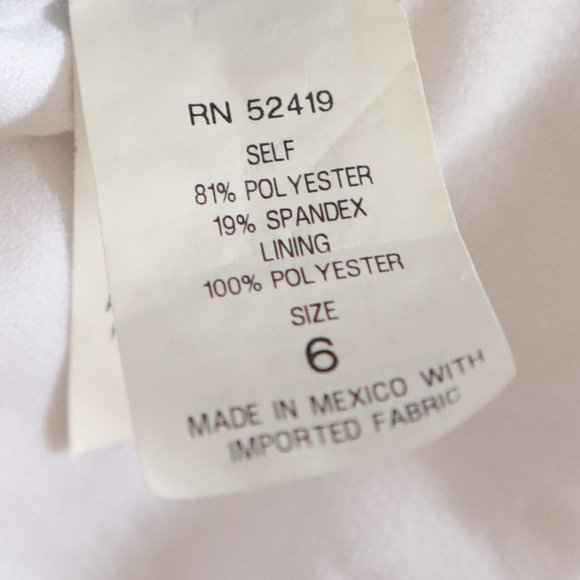 RN 52419
SELF
81% POLYESTER
19% SPANDEX
LINING
100% POLYESTER
SIZE
6
MADE IN MEXICO WITH
IMPORTED FABRIC